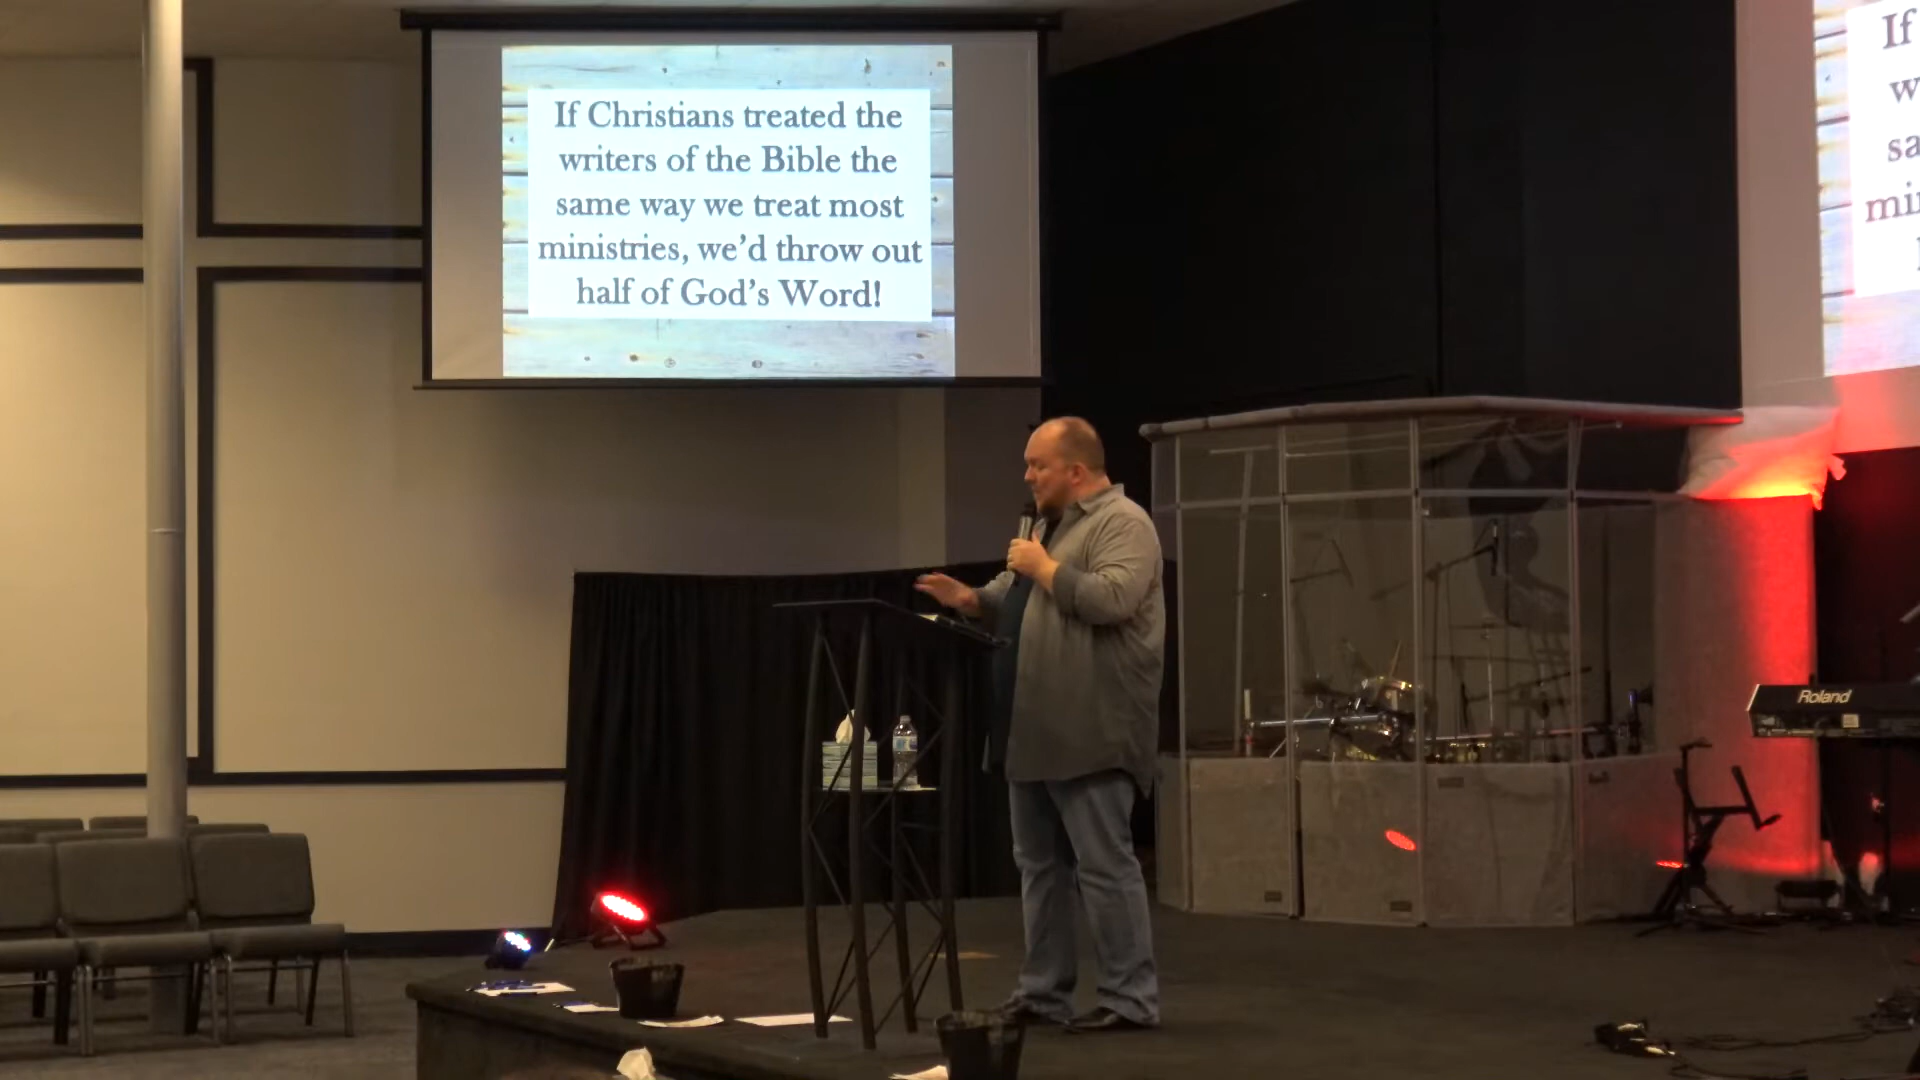 If Christians treated the
writers of the Bible the
same way we treat most
ministries, we'd throw out
half of God's Word!
If
Roland